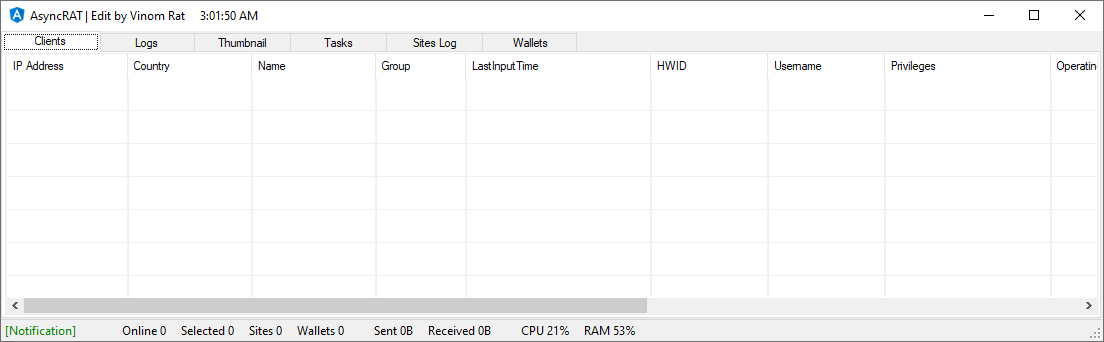 AsyncRAT | Edit by Vinom Rat 3:01:50 AM
Clients Logs Thumbnail Tasks Sites Log Wallets
IP Address Country Name Group LastInputTime HWID Username Privileges Operatin
[Notification] Online 0 Selected 0 Sites 0 Wallets 0 Sent 0B Received 0B CPU 21% RAM 53%